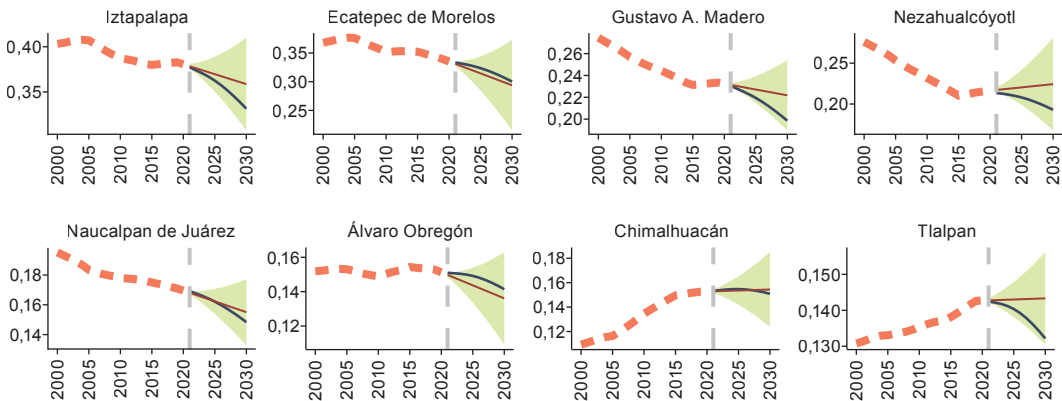 Iztapalapa
0,40
0,35
2000 2005 2010 2015 2020 2025 2030
Ecatepec de Morelos
0,35
0,30
0,25
2000 2005 2010 2015 2020 2025 2030
Gustavo A. Madero
0,26
0,24
0,22
0,20
2000 2005 2010 2015 2020 2025 2030
Nezahualcóyotl
0,25
0,20
2000 2005 2010 2015 2020 2025 2030
Naucalpan de Juárez
0,18
0,16
0,14
2000 2005 2010 2015 2020 2025 2030
Álvaro Obregón
0,16
0,14
0,12
2000 2005 2010 2015 2020 2025 2030
Chimalhuacán
0,18
0,16
0,14
0,12
2000 2005 2010 2015 2020 2025 2030
Tlalpan
0,150
0,140
0,130
2000 2005 2010 2015 2020 2025 2030